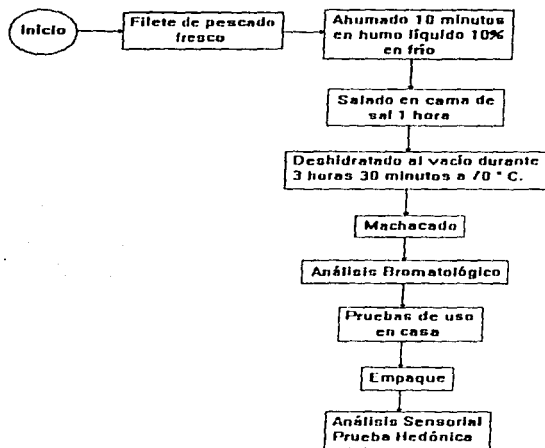 Inicio
Filete de pescado
fresco
Ahumado 10 minutos
en humo líquido 10%
en frío
Salado en cama de
sal 1 hora
Deshidratado al vacío durante
3 horas 30 minutos a 70 ° C.
Machacado
Análisis Bromatológico
Pruebas de uso
en casa
Empaque
Análisis Sensorial
Prueba Hedónica